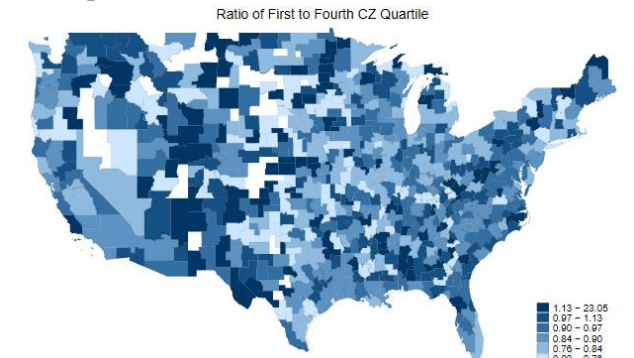 Ratio of First to Fourth CZ Quartile
1.13 – 23.05
0.97 – 1.13
0.90 – 0.97
0.84 – 0.90
0.76 – 0.84